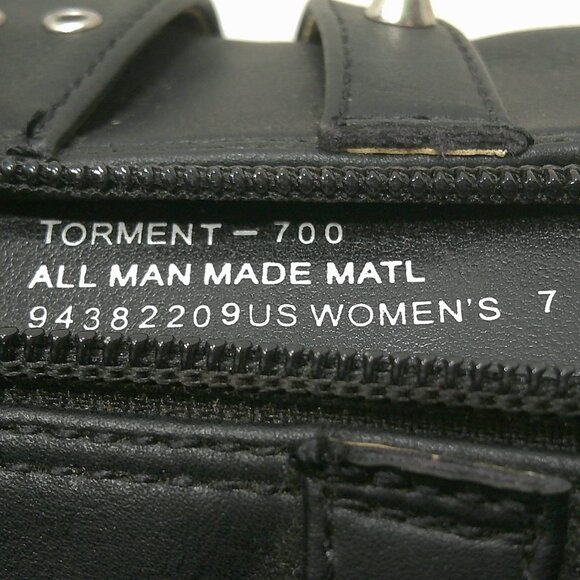 TORMENT – 700
ALL MAN MADE MATL
94382209US WOMEN'S 7